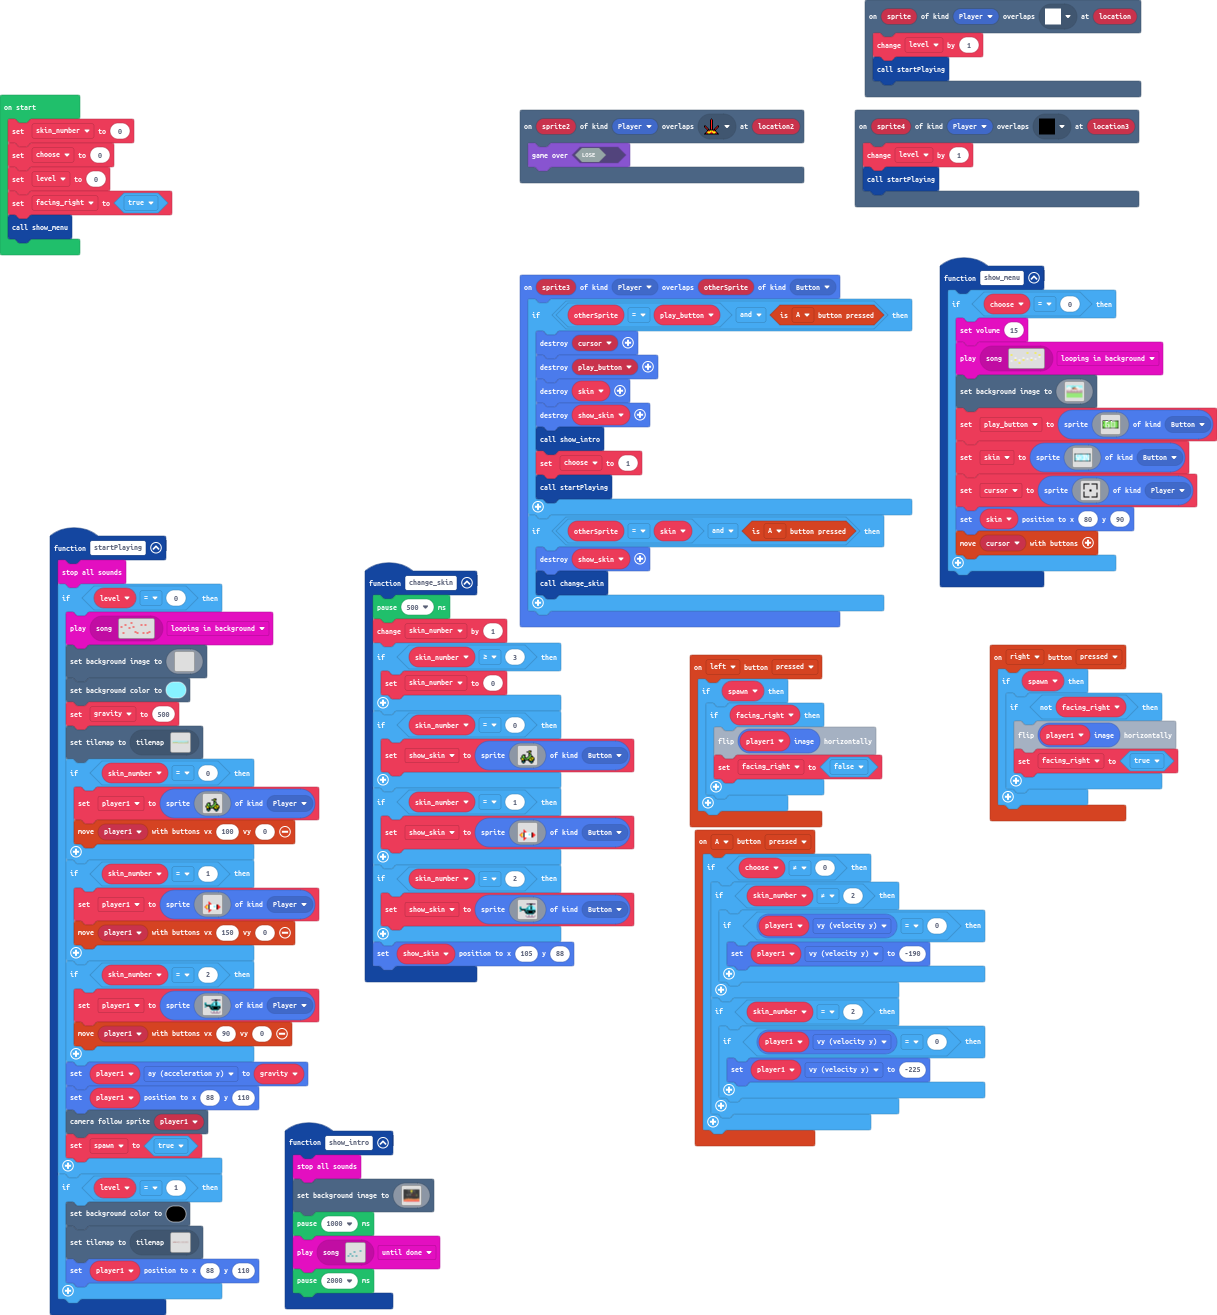 on start
set skin_number to 0
set choose to 0
set level to 0
set facing_right to true
call show_menu
on sprite of kind Player overlaps at location
change level by 1
call startPlaying
on sprite2 of kind Player overlaps at location2
game over LOSE
on sprite4 of kind Player overlaps at location3
change level by 1
call startPlaying
on sprite3 of kind Player overlaps otherSprite of kind Button
if otherSprite = play_button and is A button pressed then
destroy cursor
destroy play_button
destroy skin
destroy show_skin
call show_intro
set choose to 1
call startPlaying
if otherSprite = skin and is A button pressed then
destroy show_skin
call change_skin
function show_menu
if choose = 0 then
set volume 15
play song looping in background
set background image to
set play_button to sprite of kind Button
set skin to sprite of kind Button
set cursor to sprite of kind Player
set skin position to x 80 y 90
move cursor with buttons
function startPlaying
stop all sounds
if level = 0 then
play song looping in background
set background image to
set background color to
set gravity to 500
set tilemap to tilemap
if skin_number = 0 then
set player1 to sprite of kind Player
move player1 with buttons vx 100 vy 0
if skin_number = 1 then
set player1 to sprite of kind Player
move player1 with buttons vx 150 vy 0
if skin_number = 2 then
set player1 to sprite of kind Player
move player1 with buttons vx 90 vy 0
set player1 ay (acceleration y) to gravity
set player1 position to x 88 y 110
camera follow sprite player1
set spawn to true
if level = 1 then
set background color to
set tilemap to tilemap
set player1 position to x 88 y 110
function change_skin
pause 500 ms
change skin_number by 1
if skin_number ≥ 3 then
set skin_number to 0
if skin_number = 0 then
set show_skin to sprite of kind Button
if skin_number = 1 then
set show_skin to sprite of kind Button
if skin_number = 2 then
set show_skin to sprite of kind Button
set show_skin position to x 105 y 88
function show_intro
stop all sounds
set background image to
pause 1000 ms
play song until done
pause 2000 ms
on left button pressed
if spawn then
if facing_right then
flip player1 image horizontally
set facing_right to false
on right button pressed
if spawn then
if not facing_right then
flip player1 image horizontally
set facing_right to true
on A button pressed
if choose ≠ 0 then
if skin_number ≠ 2 then
if player1 vy (velocity y) = 0 then
set player1 vy (velocity y) to -190
if skin_number = 2 then
if player1 vy (velocity y) = 0 then
set player1 vy (velocity y) to -225